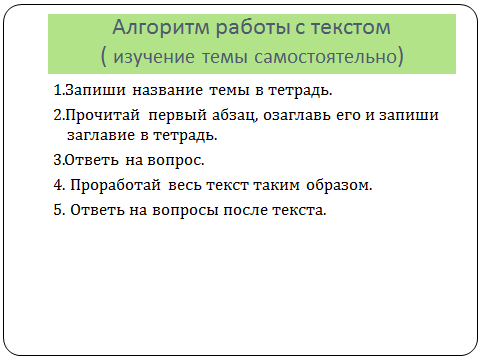 Алгоритм работы с текстом
( изучение темы самостоятельно)
1.Запиши название темы в тетрадь.
2.Прочитай первый абзац, озаглавь его и запиши
заглавие в тетрадь.
3.Ответь на вопрос.
4. Проработай весь текст таким образом.
5. Ответь на вопросы после текста.